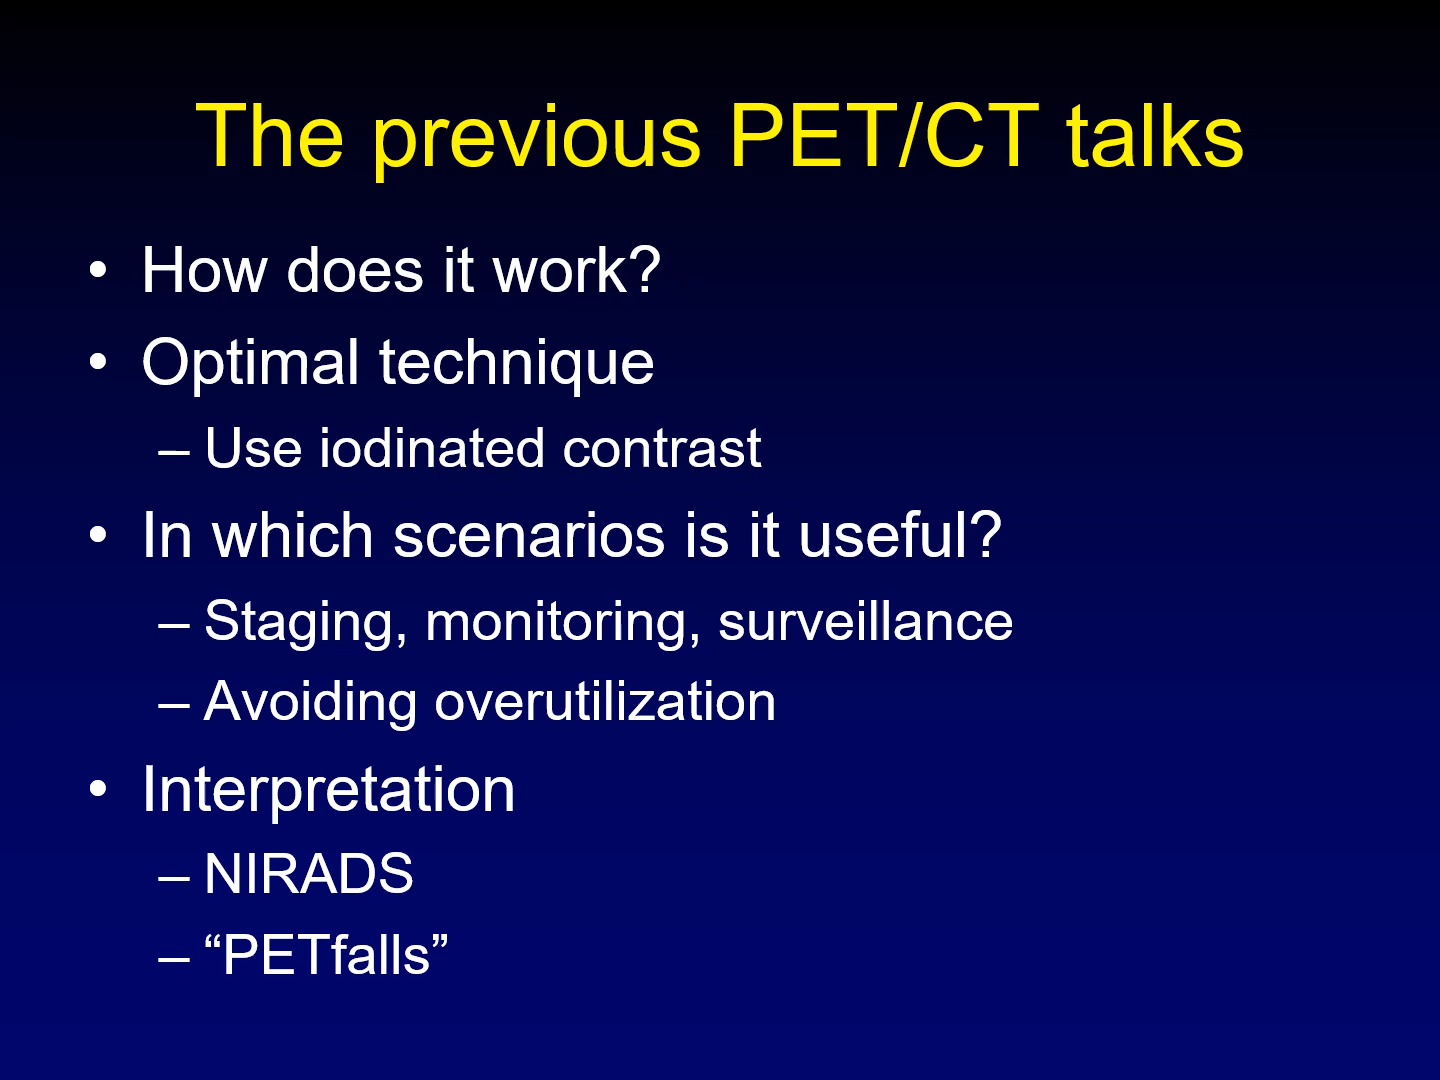 The previous PET/CT talks
• How does it work?
• Optimal technique
– Use iodinated contrast
• In which scenarios is it useful?
– Staging, monitoring, surveillance
– Avoiding overutilization
• Interpretation
– NIRADS
– “PETfalls”